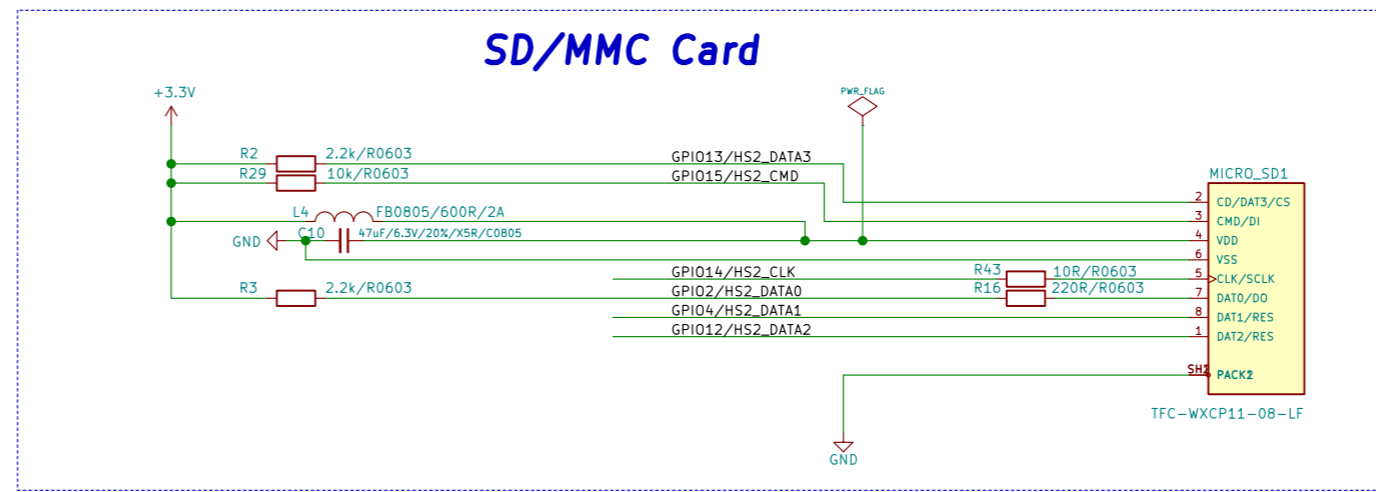 SD/MMC Card
+3.3V
PWR_FLAG
R2 2.2k/R0603 GPIO13/HS2_DATA3
R29 10k/R0603 GPIO15/HS2_CMD
MICRO_SD1
2 CD/DAT3/CS
L4 FB0805/600R/2A
3 CMD/DI
GND C10 47uF/6.3V/20%/X5R/C0805
4 VDD
6 VSS
GPIO14/HS2_CLK R43 10R/R0603 5 CLK/SCLK
R3 2.2k/R0603 GPIO2/HS2_DATA0 R16 220R/R0603 7 DAT0/DO
GPIO4/HS2_DATA1 8 DAT1/RES
GPIO12/HS2_DATA2 1 DAT2/RES
TFC-WXCP11-08-LF
GND